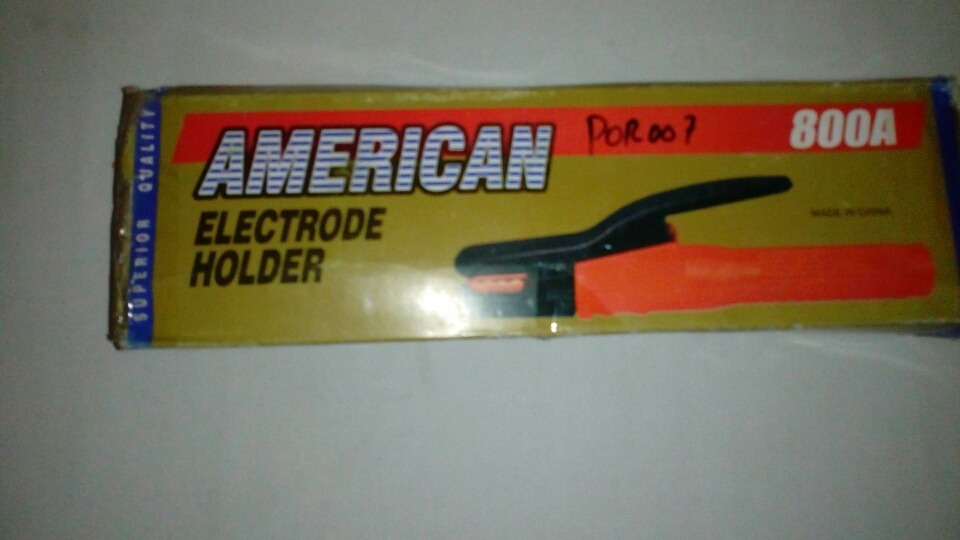 SUPERIOR QUALITY
AMERICAN
POR007
800A
ELECTRODE
HOLDER
MADE IN CHINA